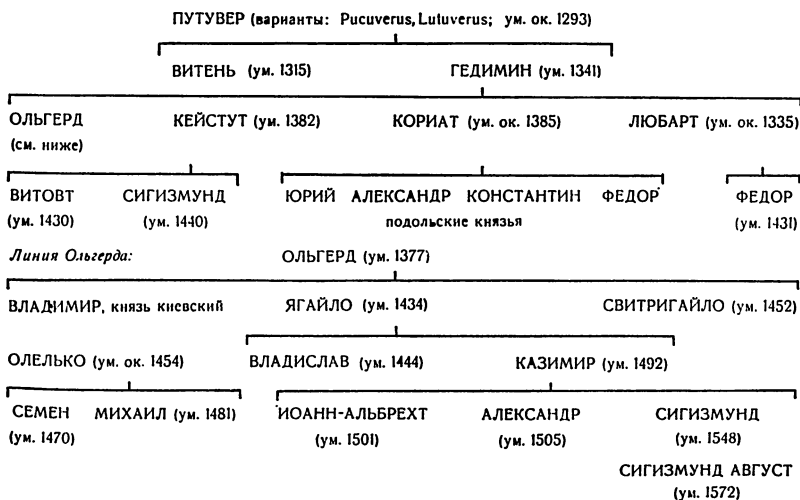 ПУТУВЕР (варианты: Pucuverus, Lutuverus; ум. ок. 1293)
ВИТЕНЬ (ум. 1315) ГЕДИМИН (ум. 1341)
ОЛЬГЕРД КЕЙСТУТ (ум. 1382) КОРИАТ (ум. ок. 1385) ЛЮБАРТ (ум. ок. 1335)
(см. ниже)
ВИТОВТ СИГИЗМУНД ЮРИЙ АЛЕКСАНДР КОНСТАНТИН ФЕДОР ФЕДОР
(ум. 1430) (ум. 1440) подольские князья (ум. 1431)
Линия Ольгерда: ОЛЬГЕРД (ум. 1377)
ВЛАДИМИР, князь киевский ЯГАЙЛО (ум. 1434) СВИТРИГАЙЛО (ум. 1452)
ОЛЕЛЬКО (ум. ок. 1454) ВЛАДИСЛАВ (ум. 1444) КАЗИМИР (ум. 1492)
СЕМЕН МИХАИЛ (ум. 1481) ИОАНН-АЛЬБРЕХТ АЛЕКСАНДР СИГИЗМУНД
(ум. 1470) (ум. 1501) (ум. 1505) (ум. 1548)
СИГИЗМУНД АВГУСТ
(ум. 1572)